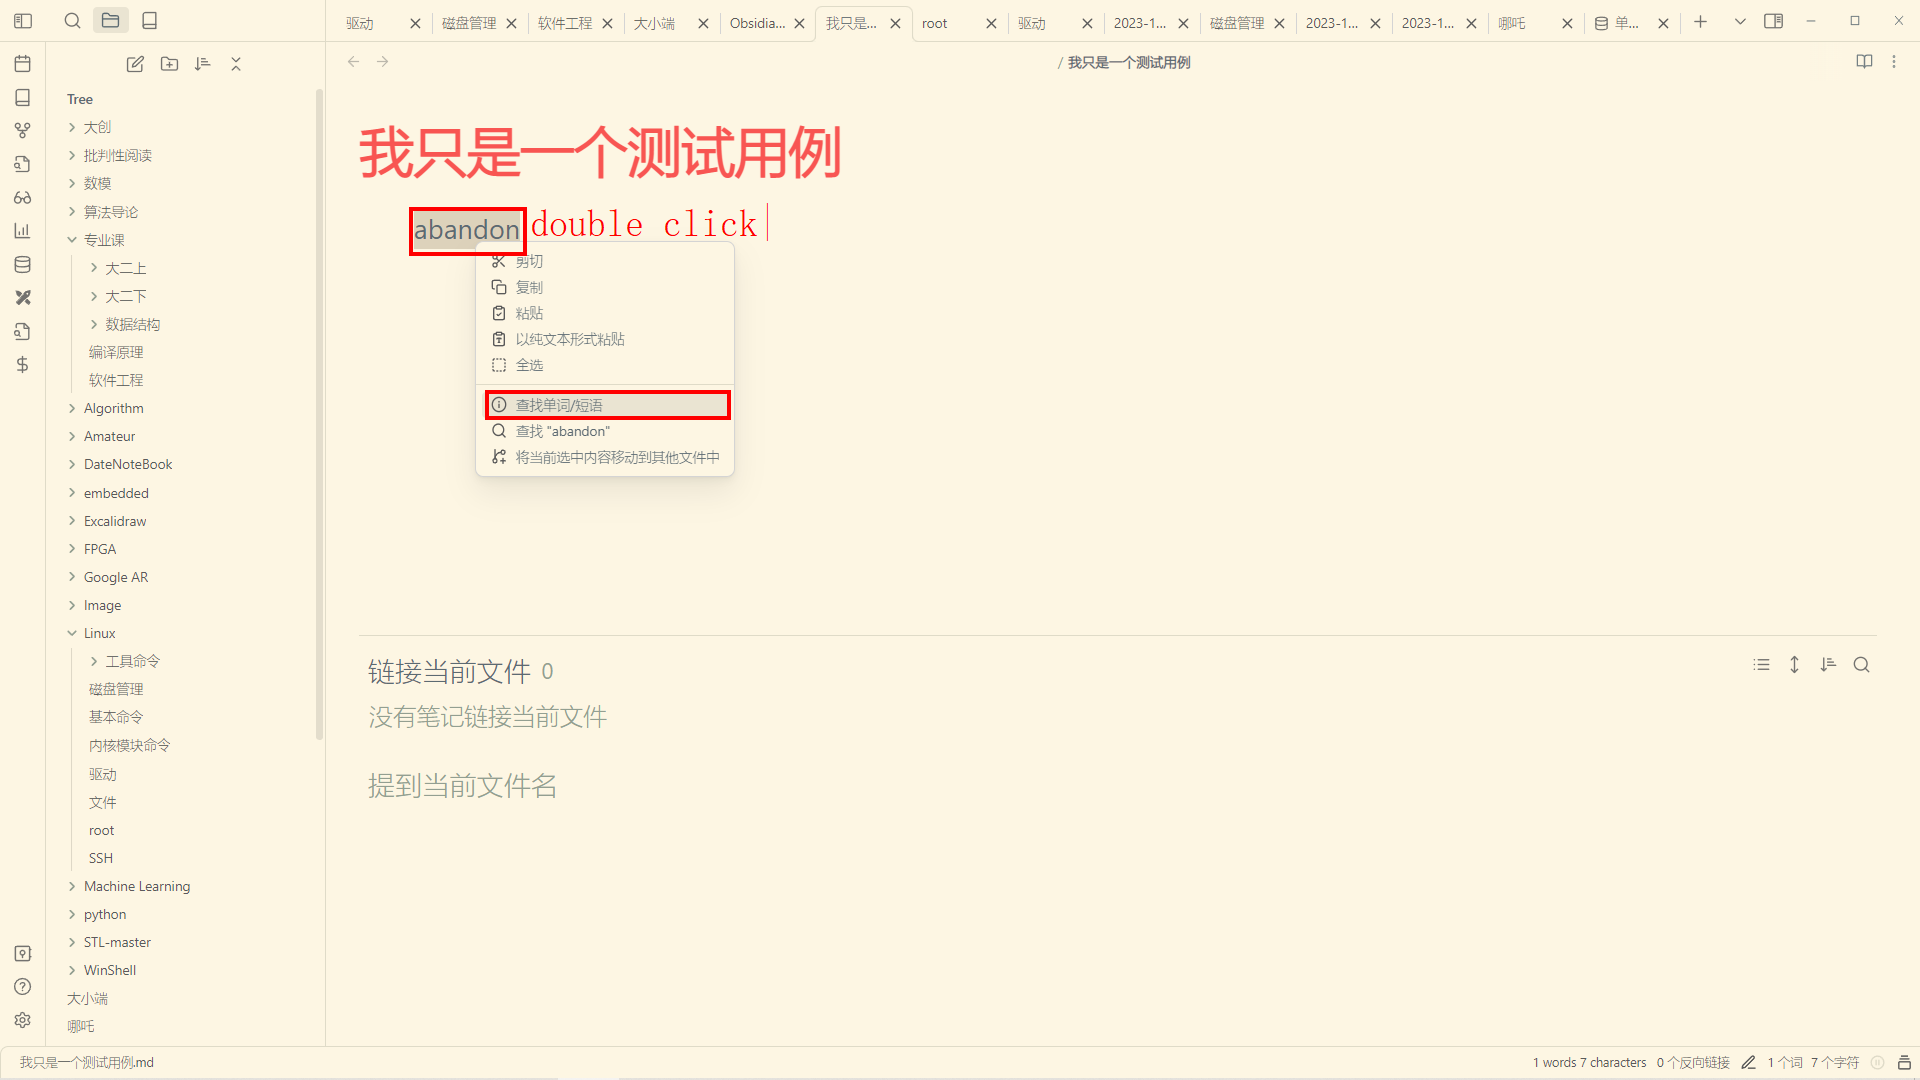 驱动
磁盘管理
软件工程
大小端
Obsidia...
我只是...
root
驱动
2023-1...
磁盘管理
2023-1...
2023-1...
哪吒
单...
/ 我只是一个测试用例
Tree
大创
批判性阅读
数模
算法导论
专业课
大二上
大二下
数据结构
编译原理
软件工程
Algorithm
Amateur
DateNoteBook
embedded
Excalidraw
FPGA
Google AR
Image
Linux
工具命令
磁盘管理
基本命令
内核模块命令
驱动
文件
root
SSH
Machine Learning
python
STL-master
WinShell
大小端
哪吒
我只是一个测试用例
abandon double click
剪切
复制
粘贴
以纯文本形式粘贴
全选
查找单词/短语
查找 "abandon"
将当前选中内容移动到其他文件中
链接当前文件 0
没有笔记链接当前文件
提到当前文件名
我只是一个测试用例.md
1 words 7 characters
0 个反向链接
1 个词
7 个字符